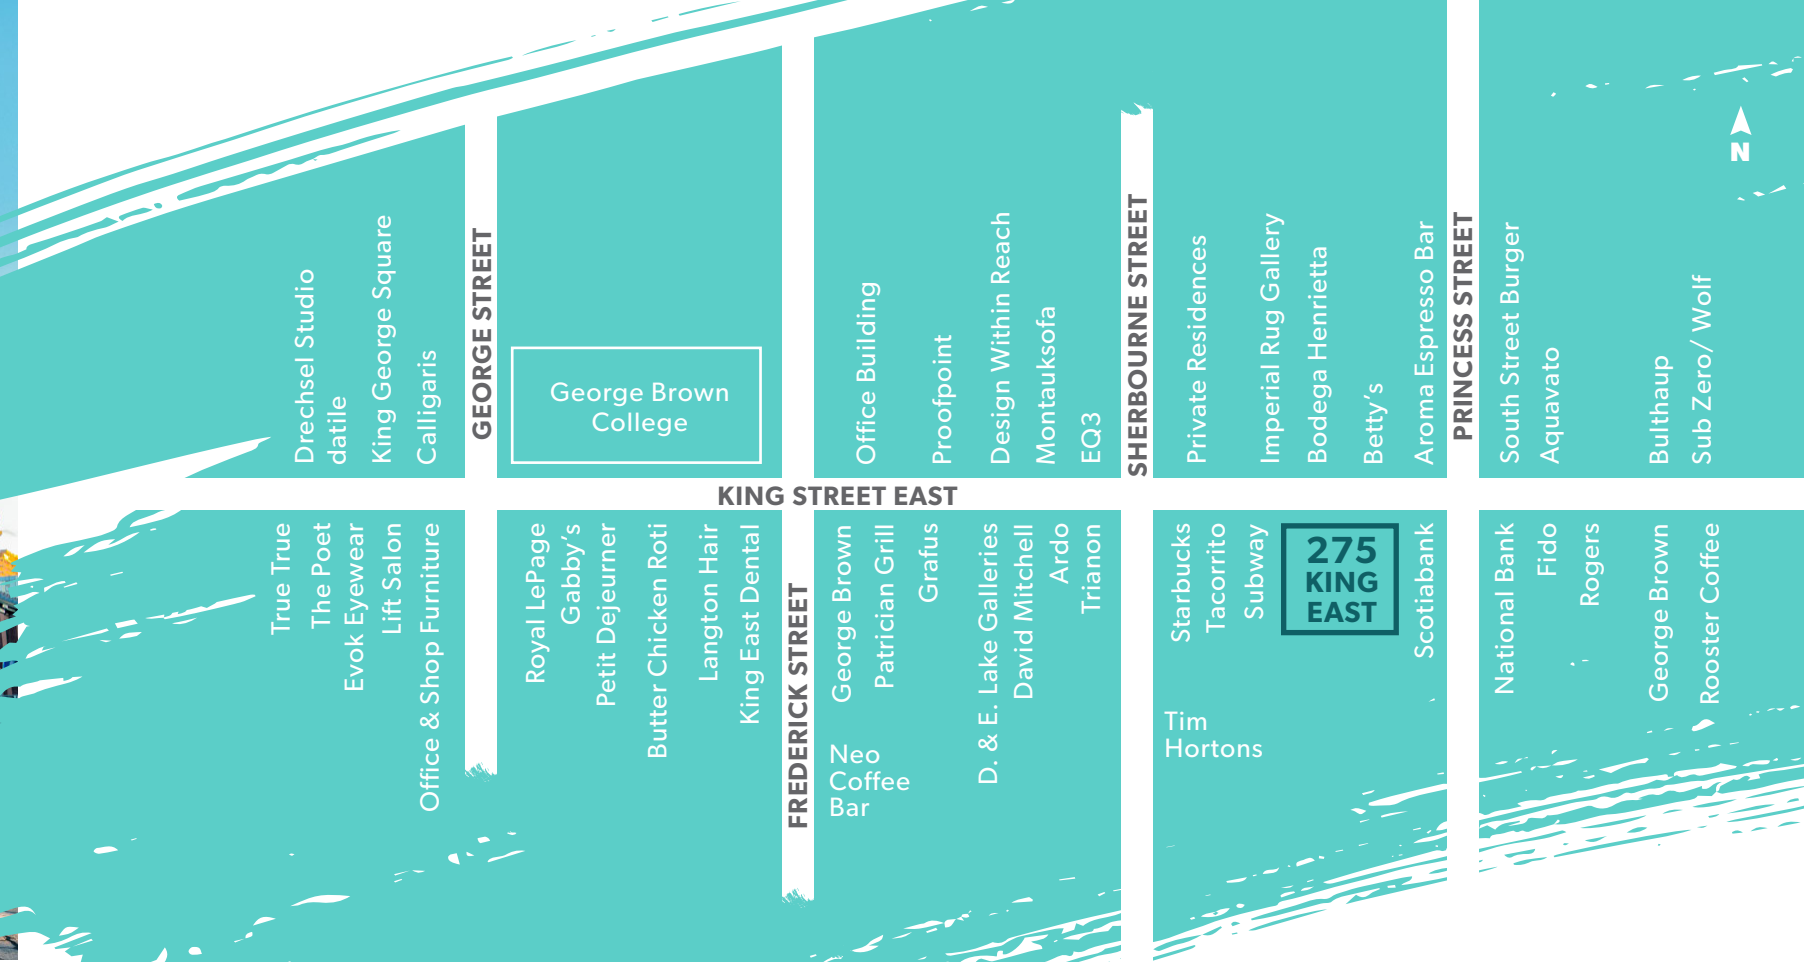 N
Drechsel Studio
datile
King George Square
Calligaris
GEORGE STREET
George Brown
College
Office Building
Proofpoint
Design Within Reach
Montauksofa
EQ3
SHERBOURNE STREET
Private Residences
Imperial Rug Gallery
Bodega Henrietta
Betty's
Aroma Espresso Bar
PRINCESS STREET
South Street Burger
Aquavato
Bulthaup
Sub Zero/ Wolf
KING STREET EAST
True True
The Poet
Evok Eyewear
Lift Salon
Office & Shop Furniture
Royal LePage
Gabby's
Petit Dejeurner
Butter Chicken Roti
Langton Hair
King East Dental
FREDERICK STREET
George Brown
Patrician Grill
Grafus
D. & E. Lake Galleries
David Mitchell
Ardo
Trianon
Neo
Coffee
Bar
Starbucks
Tacorrito
Subway
275
KING
EAST
Scotiabank
Tim
Hortons
National Bank
Fido
Rogers
George Brown
Rooster Coffee